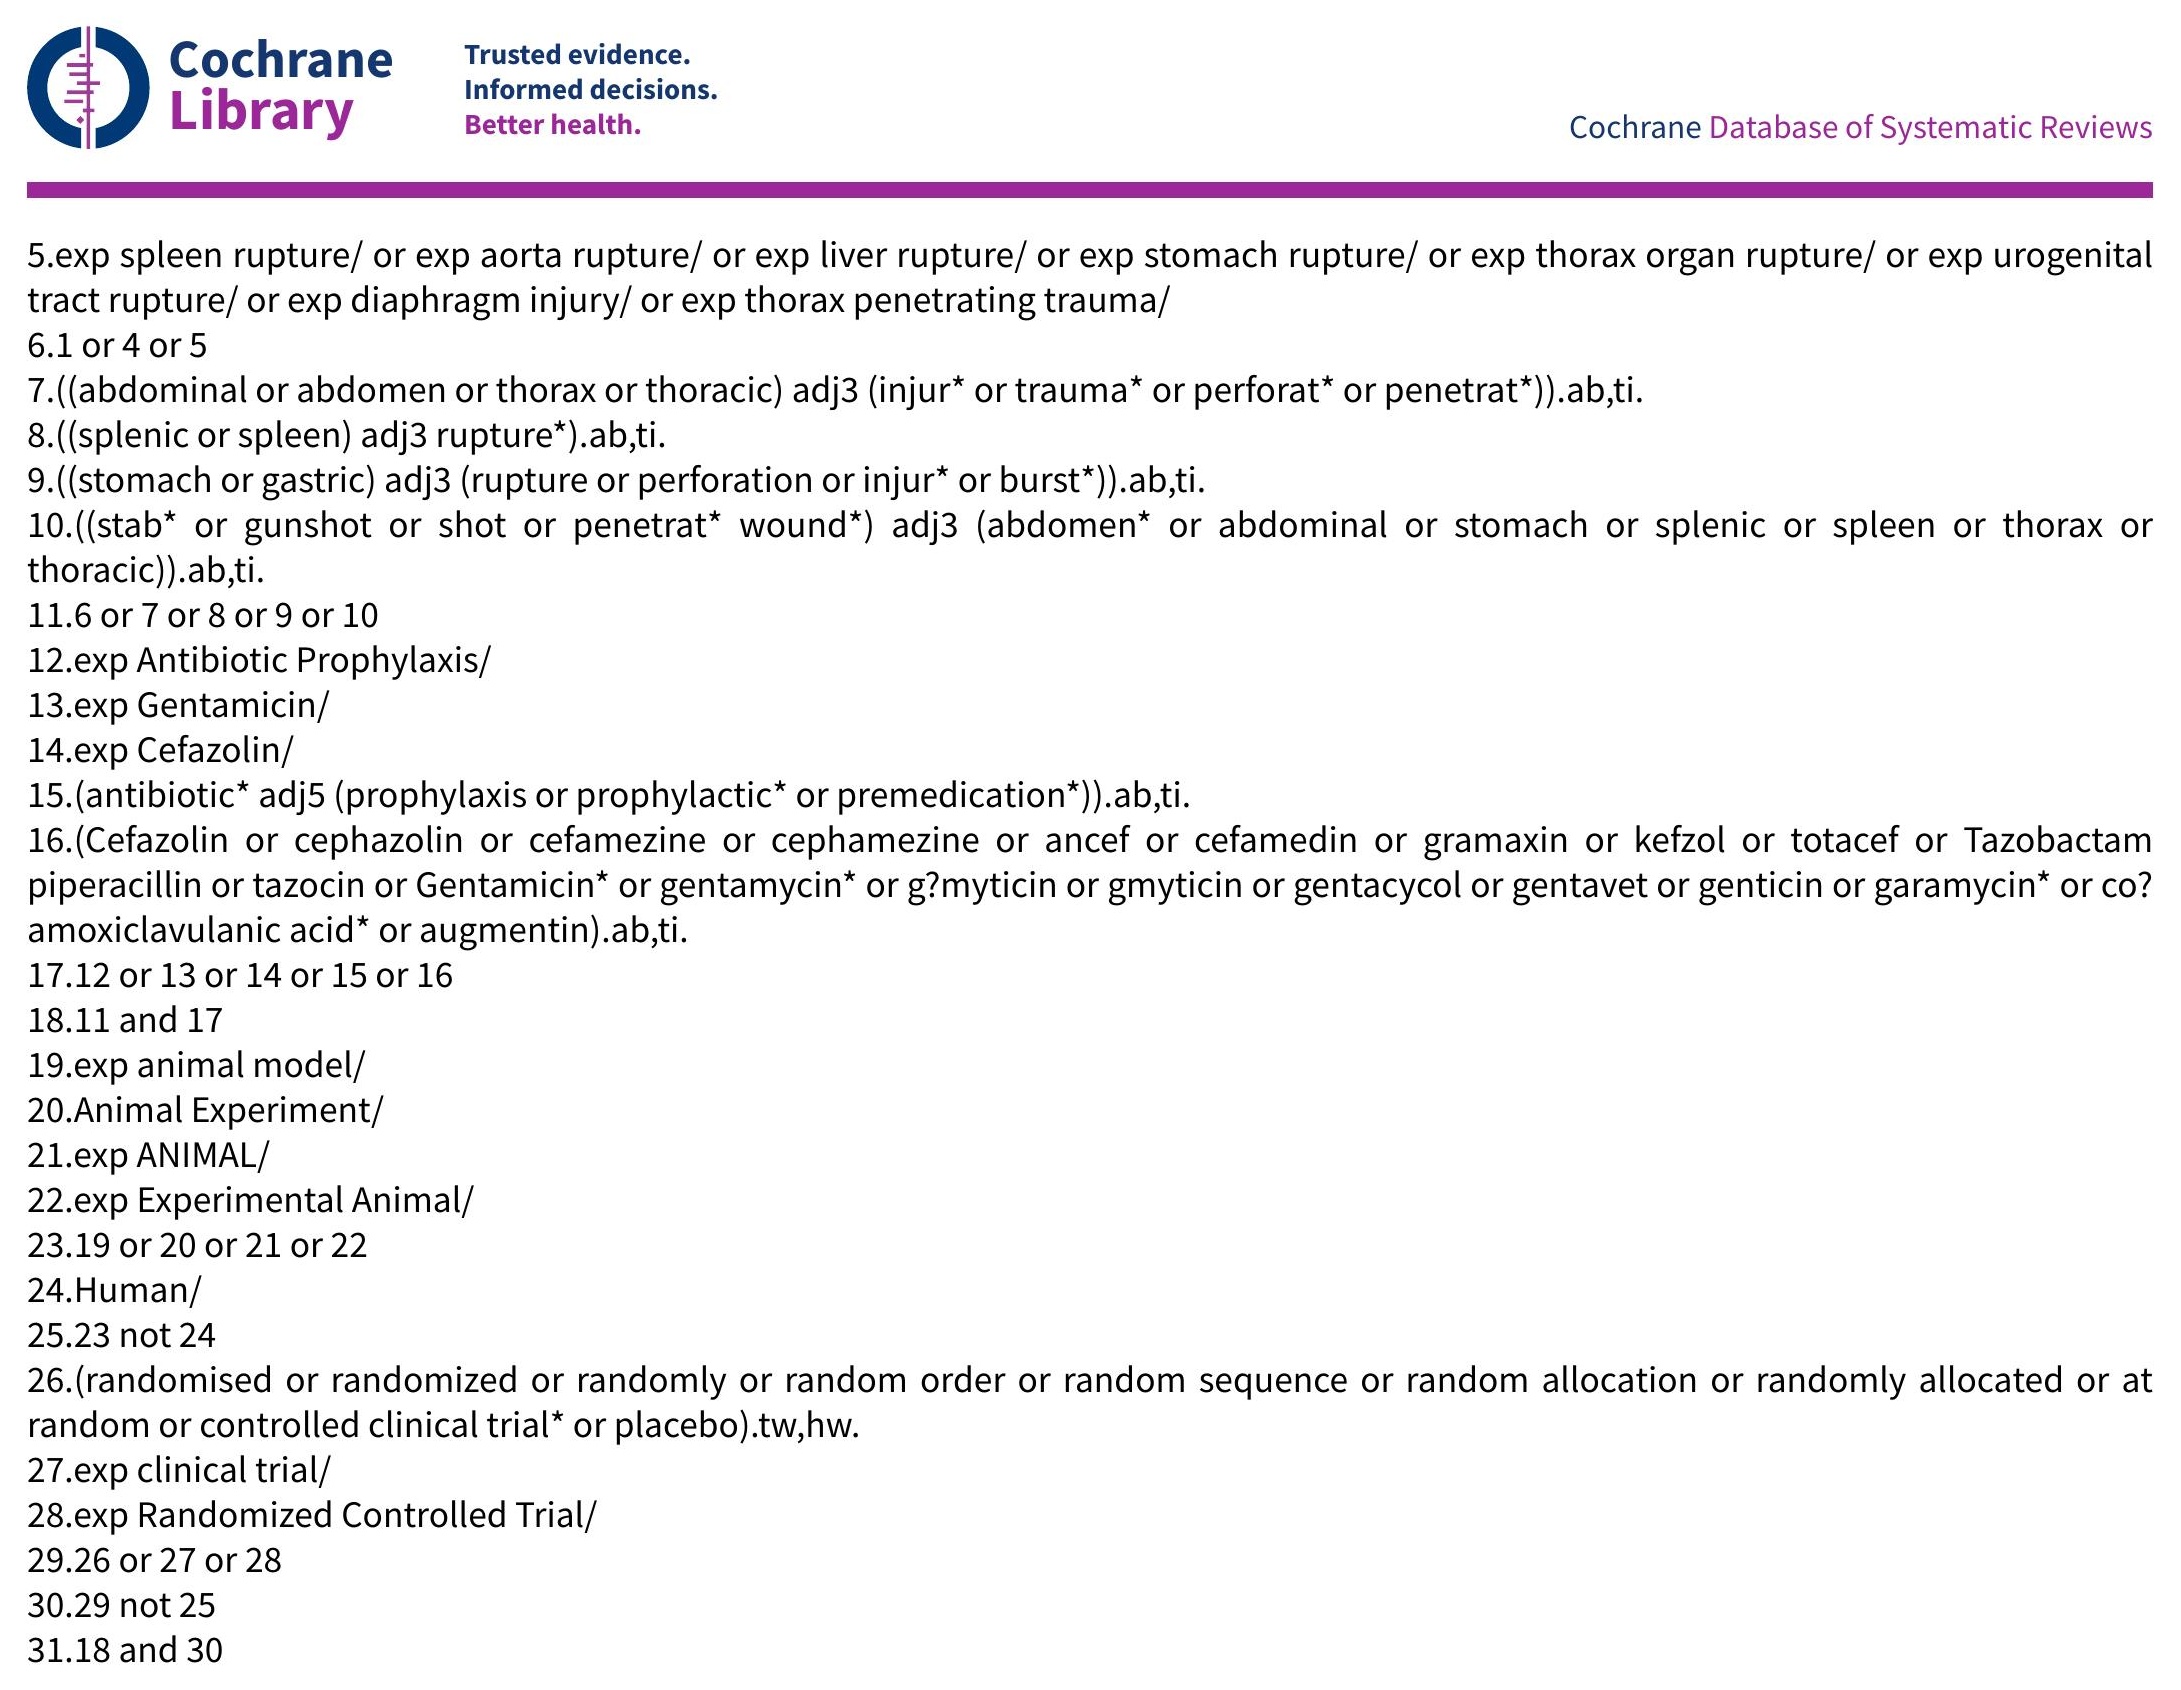 Cochrane
Library
Trusted evidence.
Informed decisions.
Better health.
Cochrane Database of Systematic Reviews
5.exp spleen rupture/ or exp aorta rupture/ or exp liver rupture/ or exp stomach rupture/ or exp thorax organ rupture/ or exp urogenital
tract rupture/ or exp diaphragm injury/ or exp thorax penetrating trauma/
6.1 or 4 or 5
7.((abdominal or abdomen or thorax or thoracic) adj3 (injur* or trauma* or perforat* or penetrat*)).ab,ti.
8.((splenic or spleen) adj3 rupture*).ab,ti.
9.((stomach or gastric) adj3 (rupture or perforation or injur* or burst*)).ab,ti.
10.((stab* or gunshot or shot or penetrat* wound*) adj3 (abdomen* or abdominal or stomach or splenic or spleen or thorax or
thoracic)).ab,ti.
11.6 or 7 or 8 or 9 or 10
12.exp Antibiotic Prophylaxis/
13.exp Gentamicin/
14.exp Cefazolin/
15.(antibiotic* adj5 (prophylaxis or prophylactic* or premedication*)).ab,ti.
16.(Cefazolin or cephazolin or cefamezine or cephamezine or ancef or cefamedin or gramaxin or kefzol or totacef or Tazobactam
piperacillin or tazocin or Gentamicin* or gentamycin* or g?myticin or gmyticin or gentacycol or gentavet or genticin or garamycin* or co?
amoxiclavulanic acid* or augmentin).ab,ti.
17.12 or 13 or 14 or 15 or 16
18.11 and 17
19.exp animal model/
20.Animal Experiment/
21.exp ANIMAL/
22.exp Experimental Animal/
23.19 or 20 or 21 or 22
24.Human/
25.23 not 24
26.(randomised or randomized or randomly or random order or random sequence or random allocation or randomly allocated or at
random or controlled clinical trial* or placebo).tw,hw.
27.exp clinical trial/
28.exp Randomized Controlled Trial/
29.26 or 27 or 28
30.29 not 25
31.18 and 30